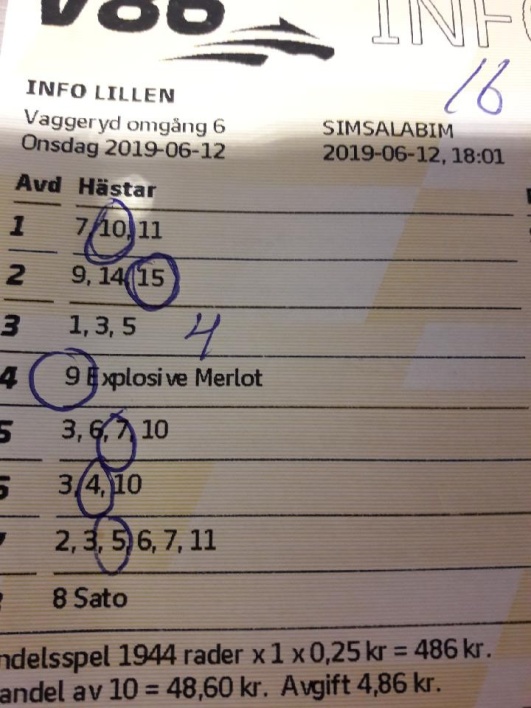 V86 INFO
16
INFO LILLEN
Vaggeryd omgång 6 SIMSALABIM
Onsdag 2019-06-12 2019-06-12, 18:01
Avd Hästar
1 7, 10, 11
2 9, 14, 15
3 1, 3, 5 4
4 9 Explosive Merlot
5 3, 6, 7, 10
6 3, 4, 10
2, 3, 5, 6, 7, 11
8 Sato
ndelsspel 1944 rader x 1 x 0,25 kr = 486 kr.
andel av 10 = 48,60 kr. Avgift 4,86 kr.